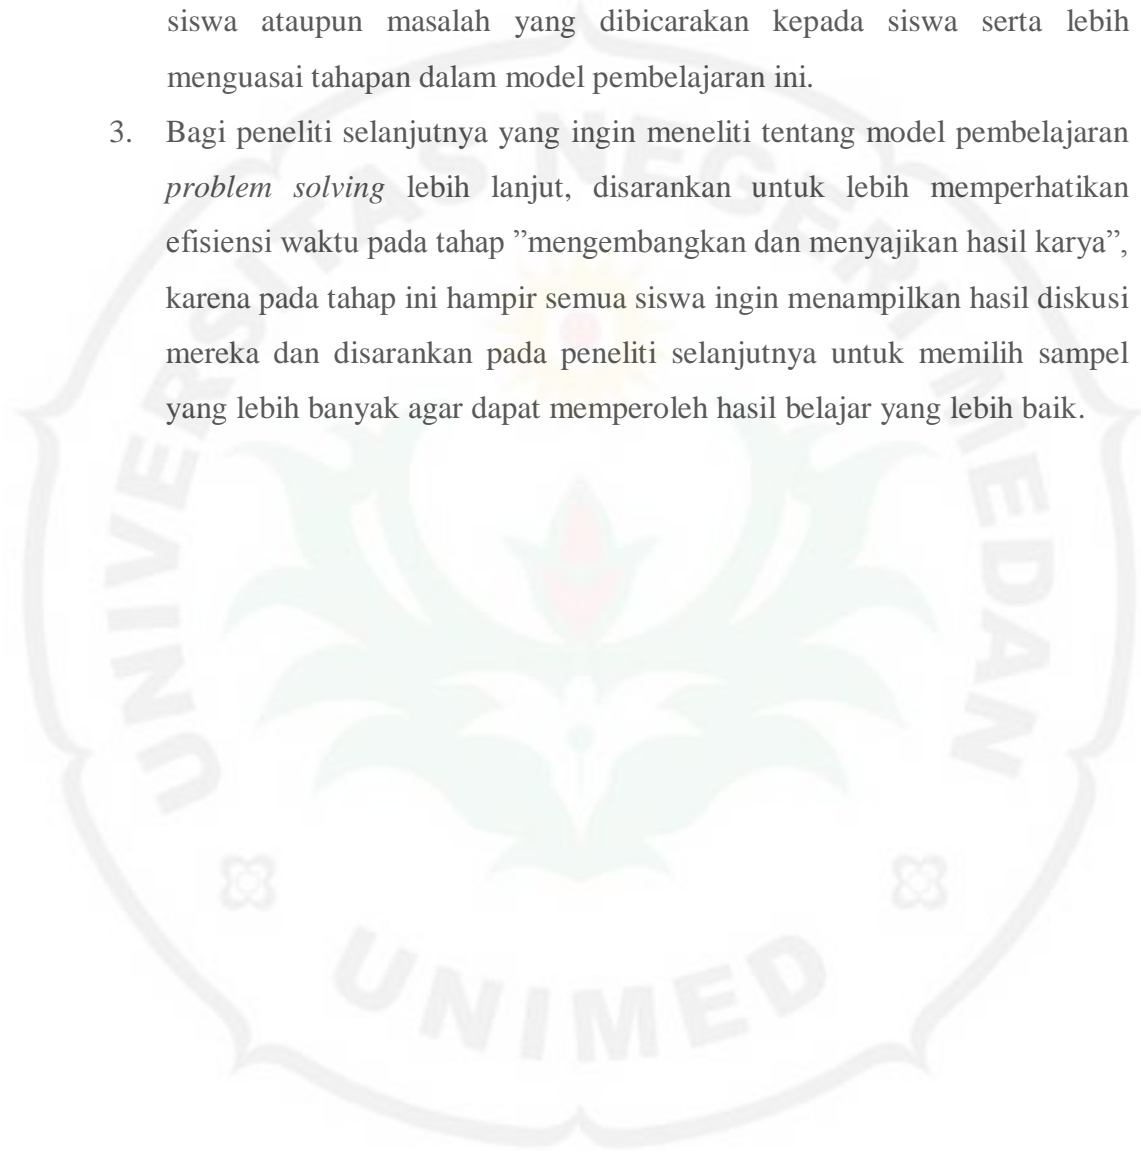 siswa ataupun masalah yang dibicarakan kepada siswa serta lebih
menguasai tahapan dalam model pembelajaran ini.
3. Bagi peneliti selanjutnya yang ingin meneliti tentang model pembelajaran
problem solving lebih lanjut, disarankan untuk lebih memperhatikan
efisiensi waktu pada tahap ”mengembangkan dan menyajikan hasil karya”,
karena pada tahap ini hampir semua siswa ingin menampilkan hasil diskusi
mereka dan disarankan pada peneliti selanjutnya untuk memilih sampel
yang lebih banyak agar dapat memperoleh hasil belajar yang lebih baik.
UNIVERSITAS NEGERI MEDAN
UNIMED